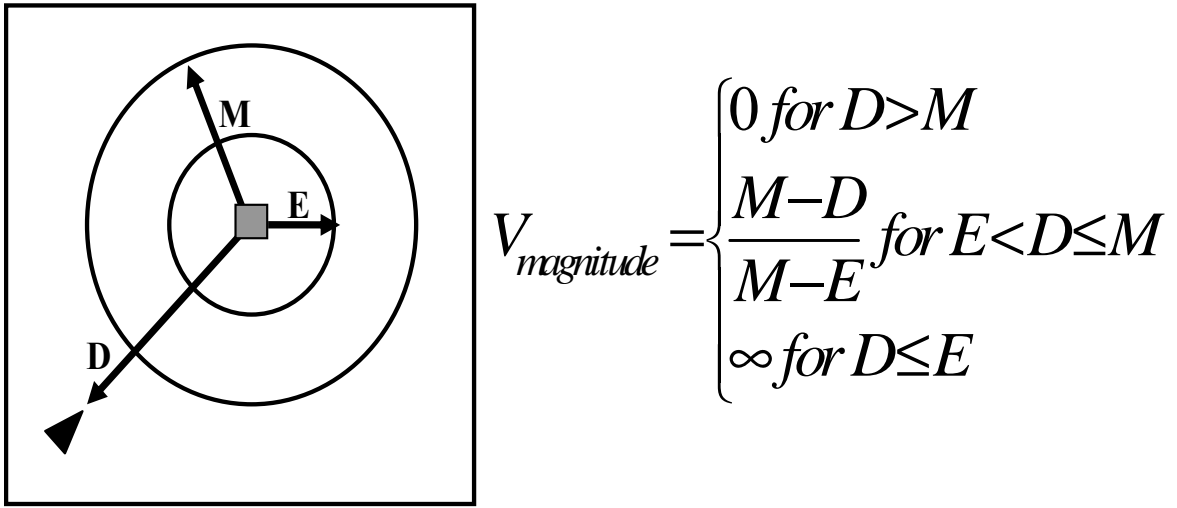 M
E
D
V_magnitude = { 0 for D>M
M−D / M−E for E<D≤M
∞ for D≤E